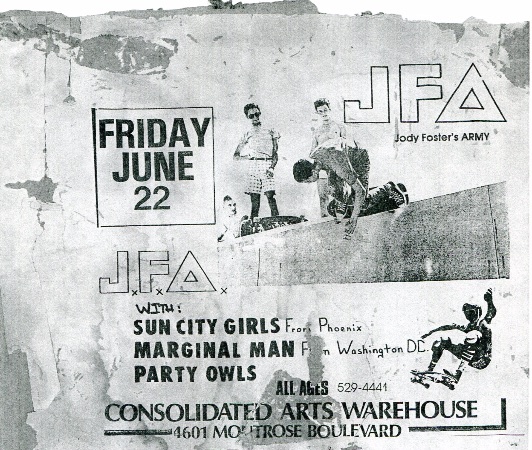 JFA
Jody Foster's ARMY
FRIDAY
JUNE
22
J.F.A.
x x x
WITH:
SUN CITY GIRLS From Phoenix
MARGINAL MAN Washington DC.
PARTY OWLS
ALL AGES 529-4441
CONSOLIDATED ARTS WAREHOUSE
4601 MONTROSE BOULEVARD